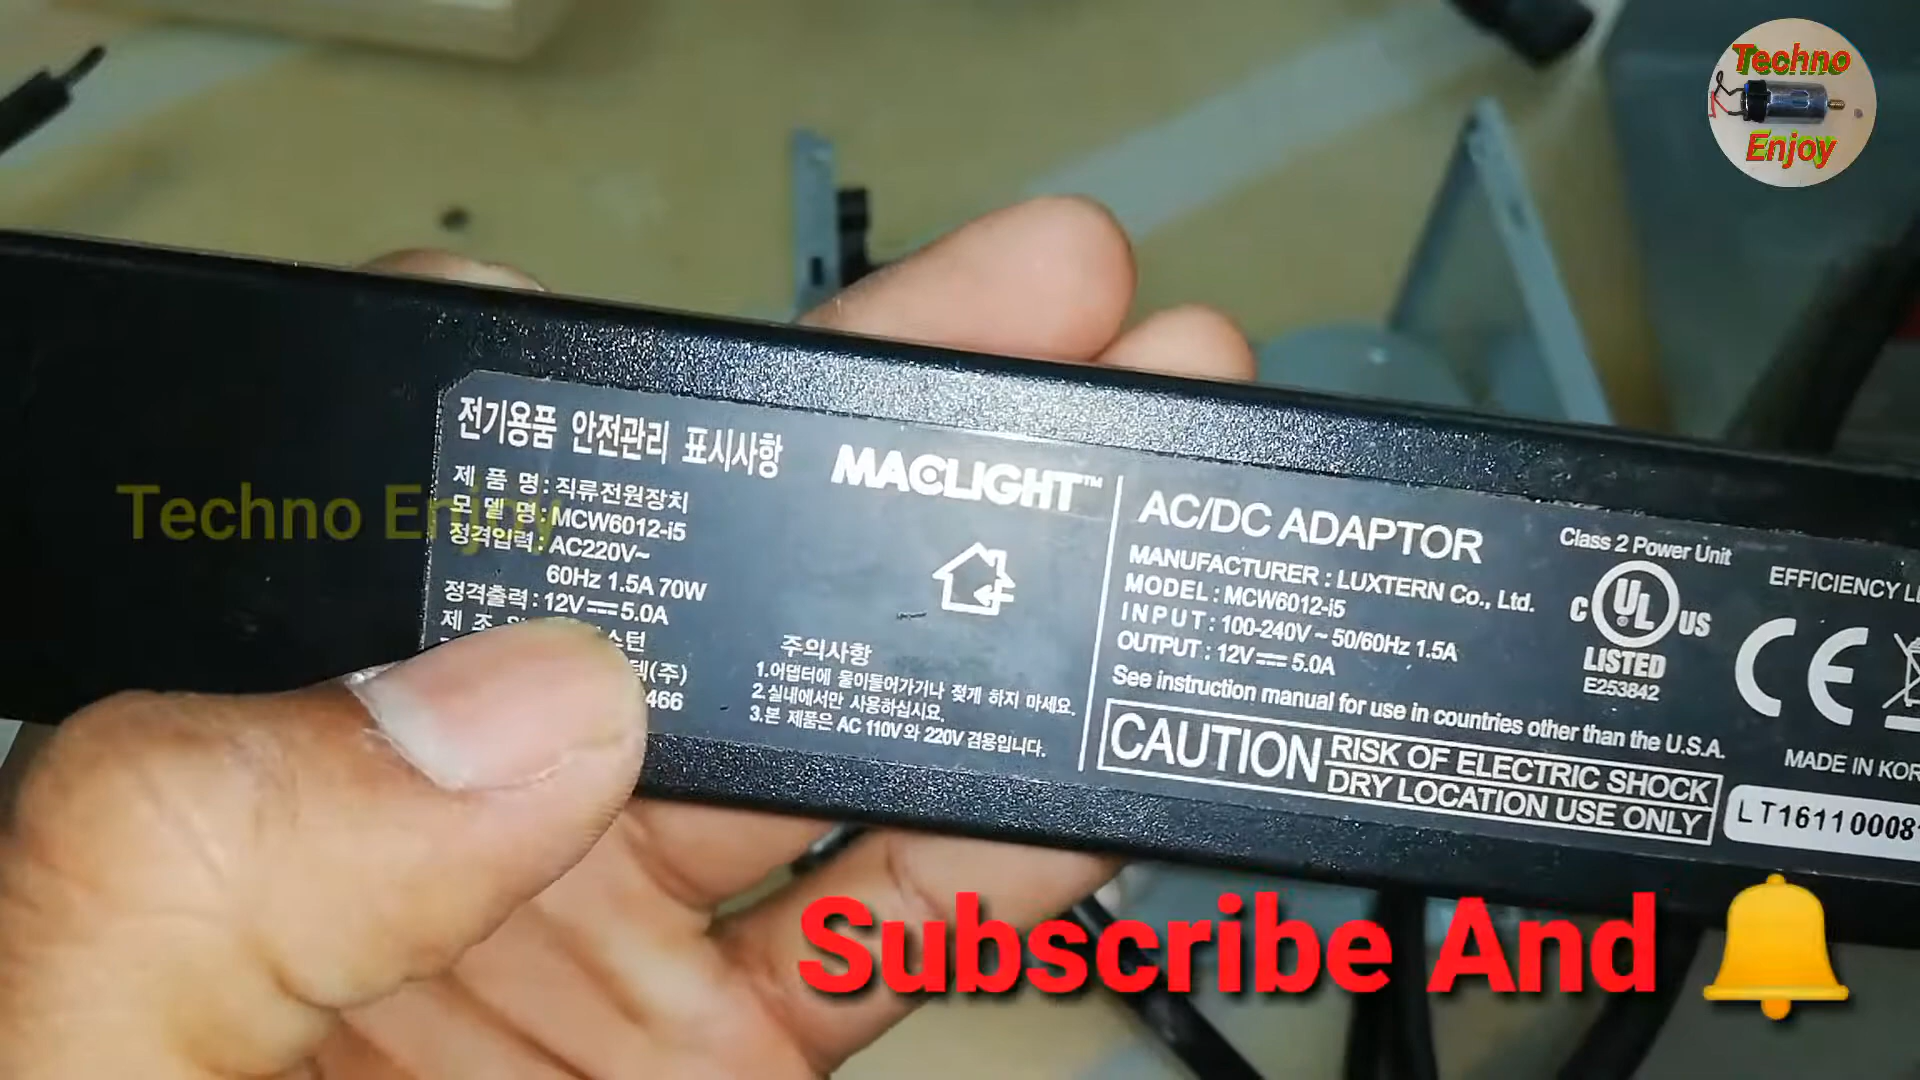 Techno
Enjoy
전기용품 안전관리 표시사항
제 품 명 : 직류전원장치
모 델 명 : MCW6012-i5
정격입력 : AC220V~
60Hz 1.5A 70W
정격출력 : 12V⎓5.0A
제 조
스턴
텍(주)
466
MACLIGHT™
주의사항
1.어댑터에 물이들어가거나 젖게 하지 마세요.
2.실내에서만 사용하십시요.
3.본 제품은 AC 110V와 220V 겸용입니다.
AC/DC ADAPTOR
MANUFACTURER : LUXTERN Co., Ltd.
MODEL : MCW6012-i5
INPUT : 100-240V ~ 50/60Hz 1.5A
OUTPUT : 12V⎓ 5.0A
See instruction manual for use in countries other than the U.S.A.
CAUTION
RISK OF ELECTRIC SHOCK
DRY LOCATION USE ONLY
Class 2 Power Unit
C UL US
LISTED
E253842
EFFICIENCY
CE
MADE IN
LT16110008
Techno Enjoy
Subscribe And